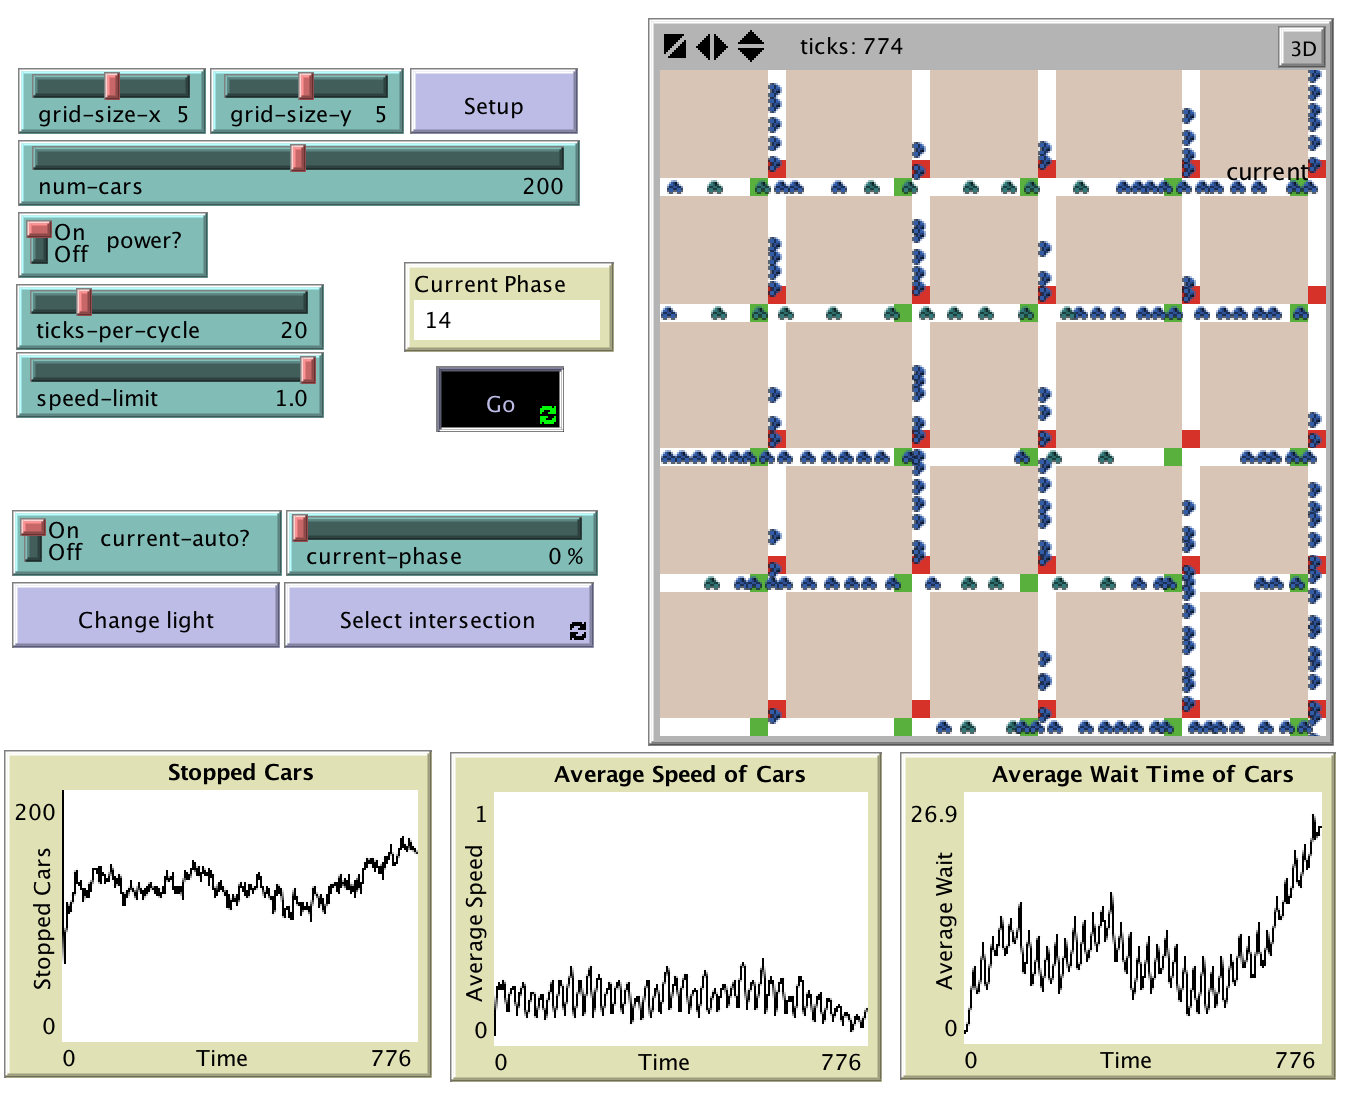 ticks: 774
3D
grid-size-x 5
grid-size-y 5
Setup
num-cars 200
On
Off
power?
current
Current Phase
14
ticks-per-cycle 20
speed-limit 1.0
Go
On
Off
current-auto?
current-phase 0 %
Change light
Select intersection
Stopped Cars
200
Stopped Cars
0
0 Time 776
Average Speed of Cars
1
Average Speed
0
0 Time 776
Average Wait Time of Cars
26.9
Average Wait
0
0 Time 776